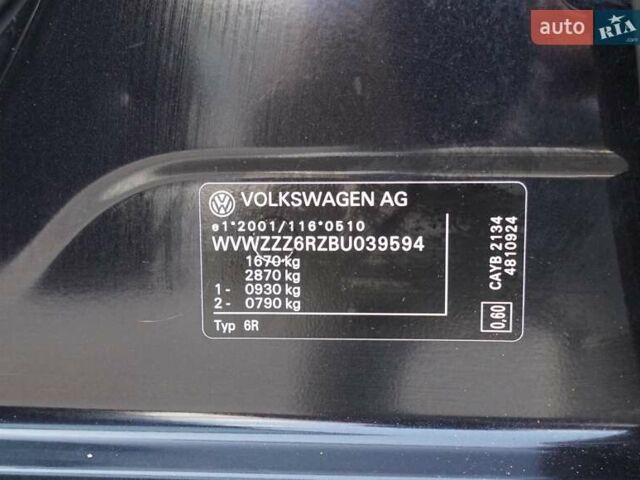 auto RIA.com
VOLKSWAGEN AG
e1*2001/116*0510
WVWZZZ6RZBU039594
1670 kg
2870 kg
1 - 0930 kg
2 - 0790 kg
Typ 6R
CAYB 2134
4810924
0,60